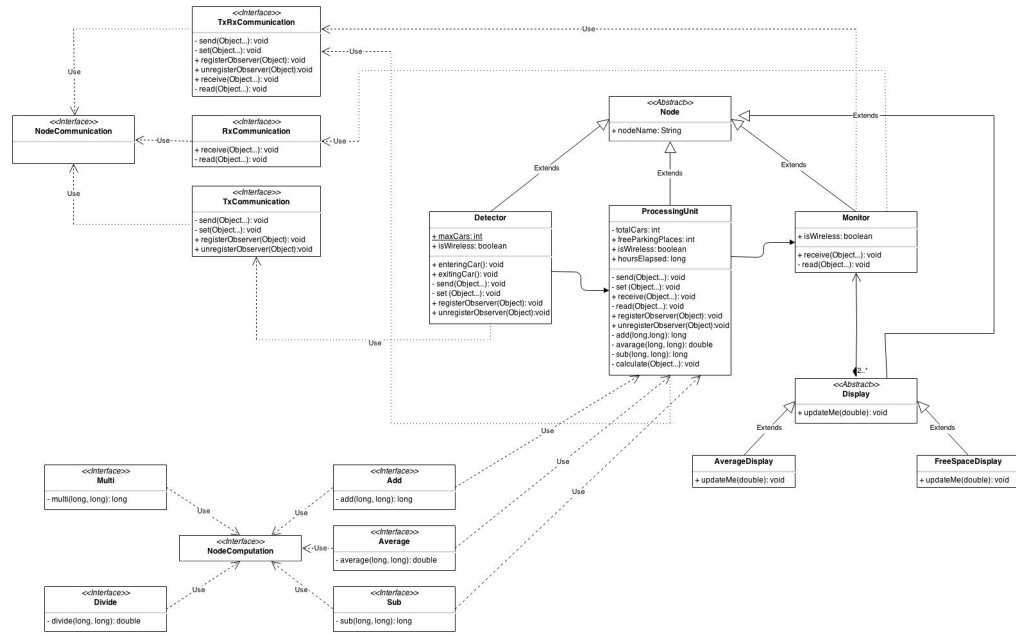 <<Interface>>
TxRxCommunication
- send(Object...): void
- set(Object...): void
+ registerObserver(Object): void
+ unregisterObserver(Object):void
+ receive(Object...): void
- read(Object...): void
Use
Use
Use
<<Interface>>
NodeCommunication
<<Interface>>
RxCommunication
+ receive(Object...): void
- read(Object...): void
Use
Use
<<Interface>>
TxCommunication
- send(Object...): void
- set(Object...): void
+ registerObserver(Object): void
+ unregisterObserver(Object):void
Use
<<Abstract>>
Node
+ nodeName: String
Extends
Extends
Extends
Extends
Detector
+ maxCars: int
+ isWireless: boolean
+ enteringCar(): void
+ exitingCar(): void
- send(Object...): void
- set (Object...): void
+ registerObserver(Object): void
+ unregisterObserver(Object):void
Use
ProcessingUnit
- totalCars: int
+ freeParkingPlaces: int
+ isWireless: boolean
+ hoursElapsed: long
- send(Object...): void
- set (Object...): void
+ receive(Object...): void
- read(Object...): void
+ registerObserver(Object): void
+ unregisterObserver(Object):void
- add(long,long): long
- avarage(long, long): double
- sub(long, long): long
- calculate(Object...): void
Monitor
+ isWireless: boolean
+ receive(Object...): void
- read(Object...): void
2..*
<<Abstract>>
Display
+ updateMe(double): void
Extends
Extends
AverageDisplay
+ updateMe(double): void
FreeSpaceDisplay
+ updateMe(double): void
<<Interface>>
Multi
- multi(long, long): long
Use
<<Interface>>
Add
- add(long, long): long
Use
Use
Use
Use
<<Interface>>
NodeComputation
Use
<<Interface>>
Average
- average(long, long): double
<<Interface>>
Divide
- divide(long, long): double
Use
Use
<<Interface>>
Sub
- sub(long, long): long